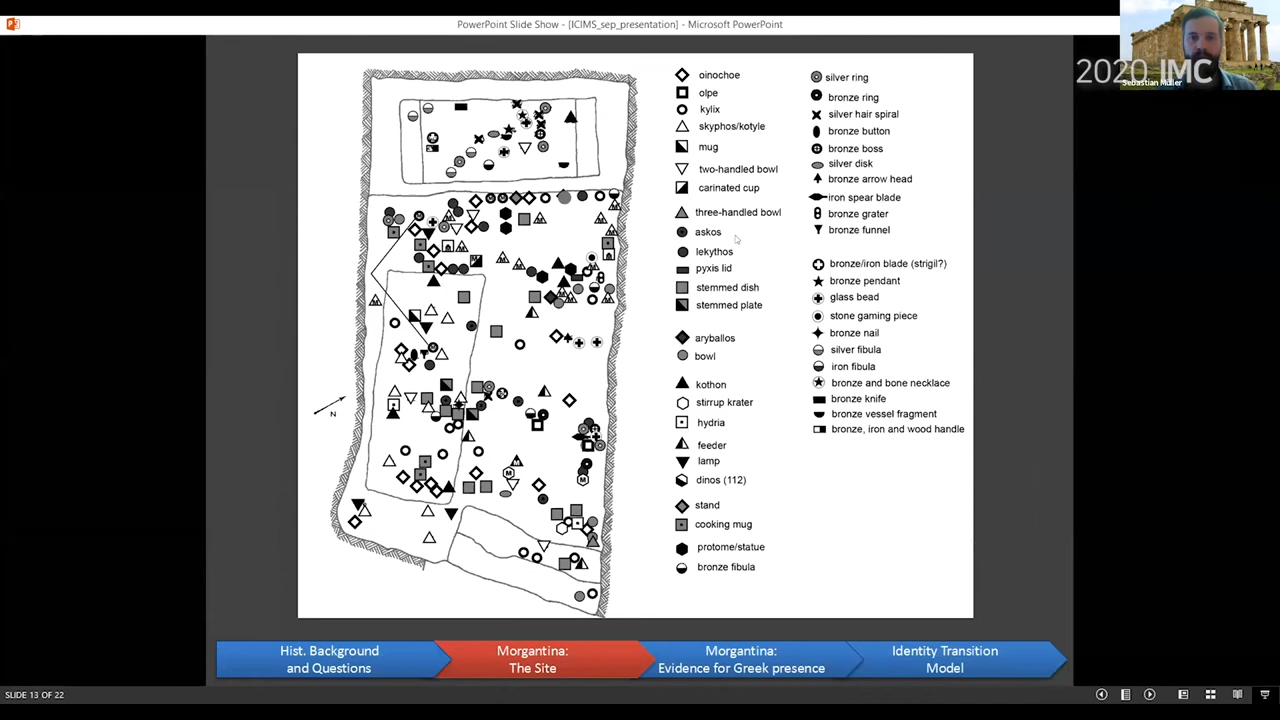 PowerPoint Slide Show - [ICIMS_sep_presentation] - Microsoft PowerPoint
2020 IMC
Sebastian Müller
oinochoe
olpe
kylix
skyphos/kotyle
mug
two-handled bowl
carinated cup
three-handled bowl
askos
lekythos
pyxis lid
stemmed dish
stemmed plate
aryballos
bowl
kothon
stirrup krater
hydria
feeder
lamp
dinos (112)
stand
cooking mug
protome/statue
bronze fibula
silver ring
bronze ring
silver hair spiral
bronze button
bronze boss
silver disk
bronze arrow head
iron spear blade
bronze grater
bronze funnel
bronze/iron blade (strigil?)
bronze pendant
glass bead
stone gaming piece
bronze nail
silver fibula
iron fibula
bronze and bone necklace
bronze knife
bronze vessel fragment
bronze, iron and wood handle
N
M
M
Hist. Background
and Questions
Morgantina:
The Site
Morgantina:
Evidence for Greek presence
Identity Transition
Model
SLIDE 13 OF 22